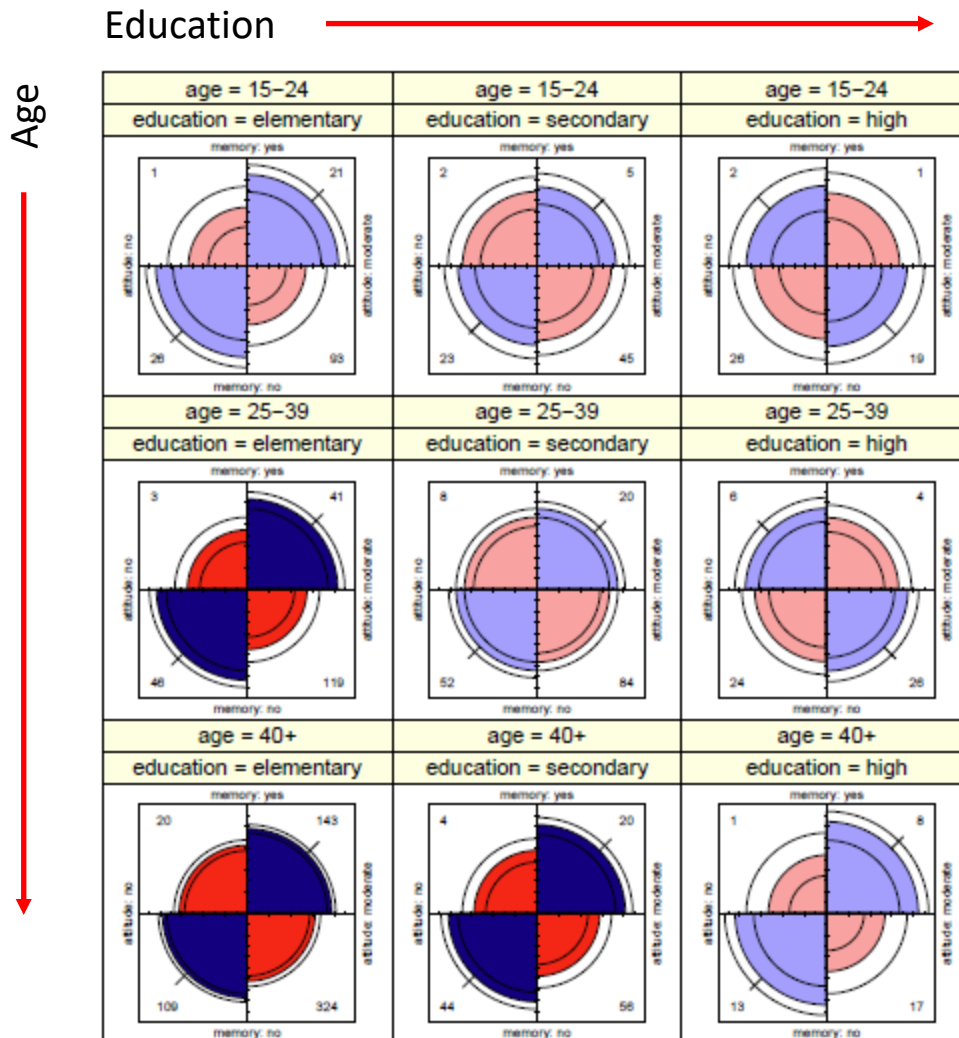 Education
Age
age = 15−24
education = elementary
memory: yes
1
21
attitude: no
attitude: moderate
26
93
memory: no
age = 15−24
education = secondary
memory: yes
2
5
attitude: no
attitude: moderate
23
45
memory: no
age = 15−24
education = high
memory: yes
2
1
attitude: no
attitude: moderate
26
19
memory: no
age = 25−39
education = elementary
memory: yes
3
41
attitude: no
attitude: moderate
46
119
memory: no
age = 25−39
education = secondary
memory: yes
8
20
attitude: no
attitude: moderate
52
84
memory: no
age = 25−39
education = high
memory: yes
6
4
attitude: no
attitude: moderate
24
26
memory: no
age = 40+
education = elementary
memory: yes
20
143
attitude: no
attitude: moderate
109
324
memory: no
age = 40+
education = secondary
memory: yes
4
20
attitude: no
attitude: moderate
44
56
memory: no
age = 40+
education = high
memory: yes
1
8
attitude: no
attitude: moderate
13
17
memory: no